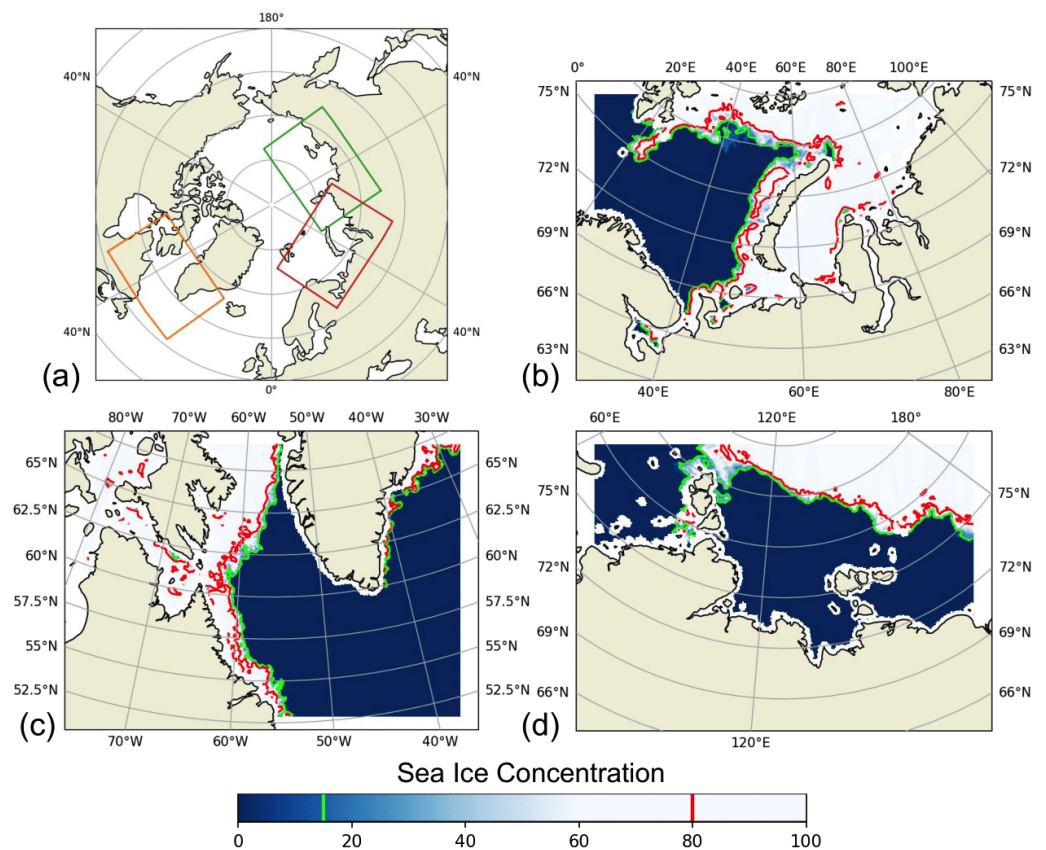 180°
40°N 40°N
40°N 40°N
(a) 0°
0° 20°E 40°E 60°E 80°E 100°E
75°N 75°N
72°N 72°N
69°N 69°N
66°N 66°N
63°N 63°N
(b) 40°E 60°E 80°E
80°W 70°W 60°W 50°W 40°W 30°W
65°N 65°N
62.5°N 62.5°N
60°N 60°N
57.5°N 57.5°N
55°N 55°N
52.5°N 52.5°N
(c) 70°W 60°W 50°W 40°W
60°E 120°E 180°
75°N 75°N
72°N 72°N
69°N 69°N
66°N 66°N
(d) 120°E
Sea Ice Concentration
0 20 40 60 80 100